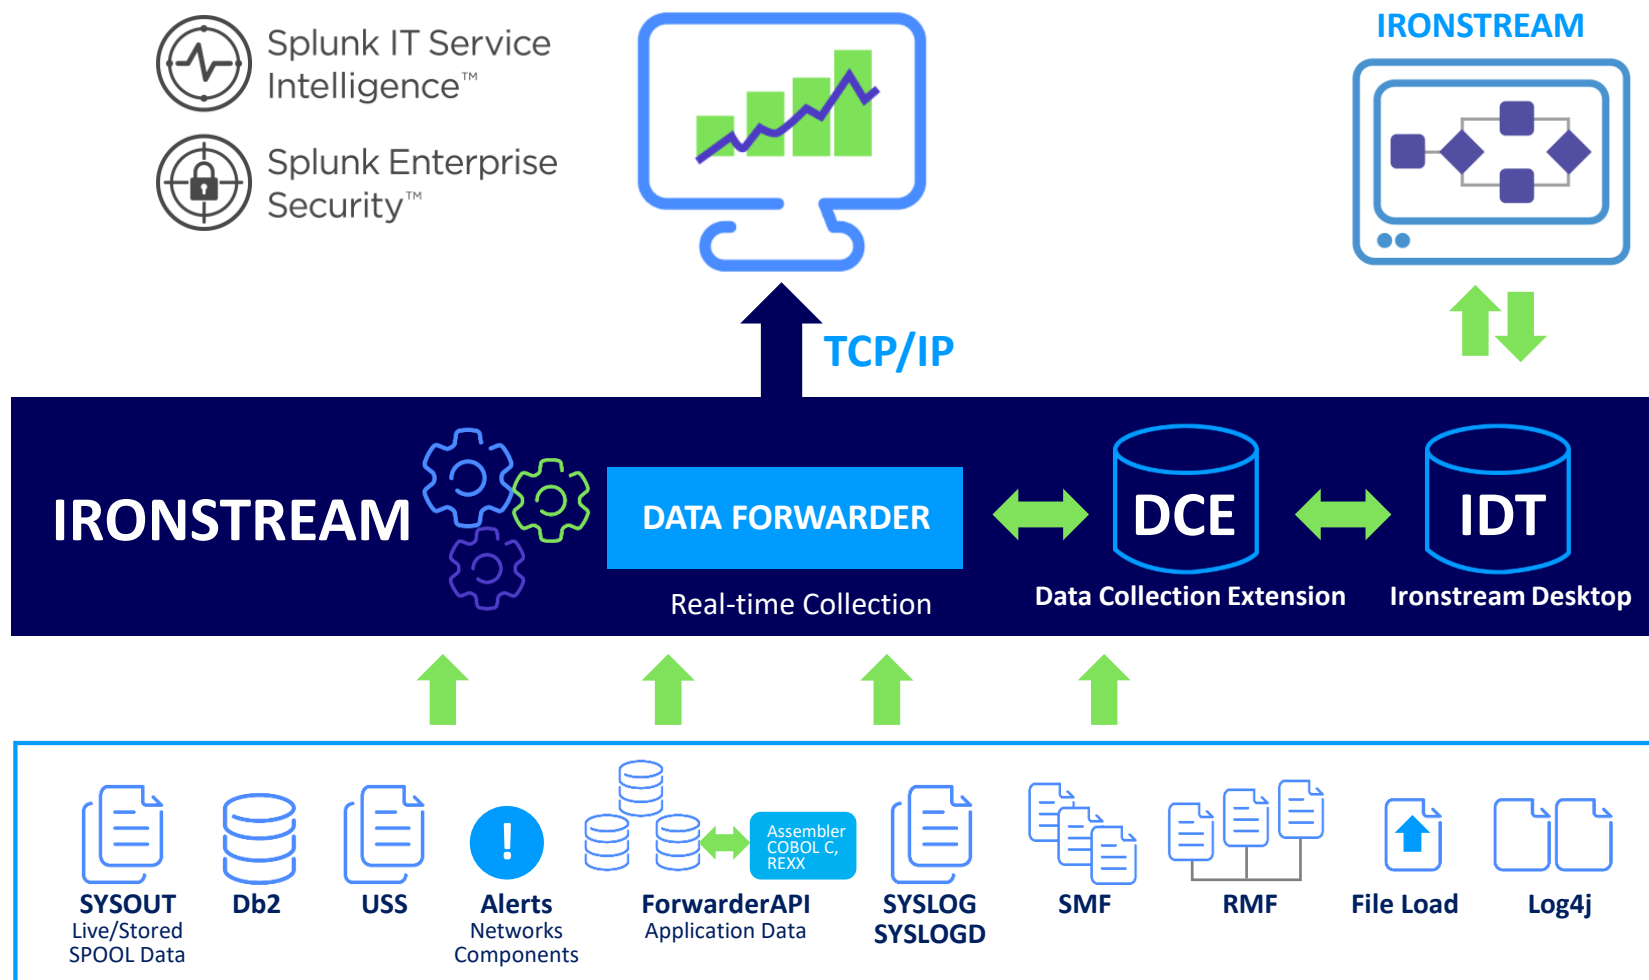 Splunk IT Service
Intelligence™
Splunk Enterprise
Security™
IRONSTREAM
TCP/IP
IRONSTREAM
DATA FORWARDER
Real-time Collection
DCE
Data Collection Extension
IDT
Ironstream Desktop
SYSOUT
Live/Stored
SPOOL Data
Db2
USS
!
Alerts
Networks
Components
Assembler
COBOL C,
REXX
ForwarderAPI
Application Data
SYSLOG
SYSLOGD
SMF
RMF
File Load
Log4j